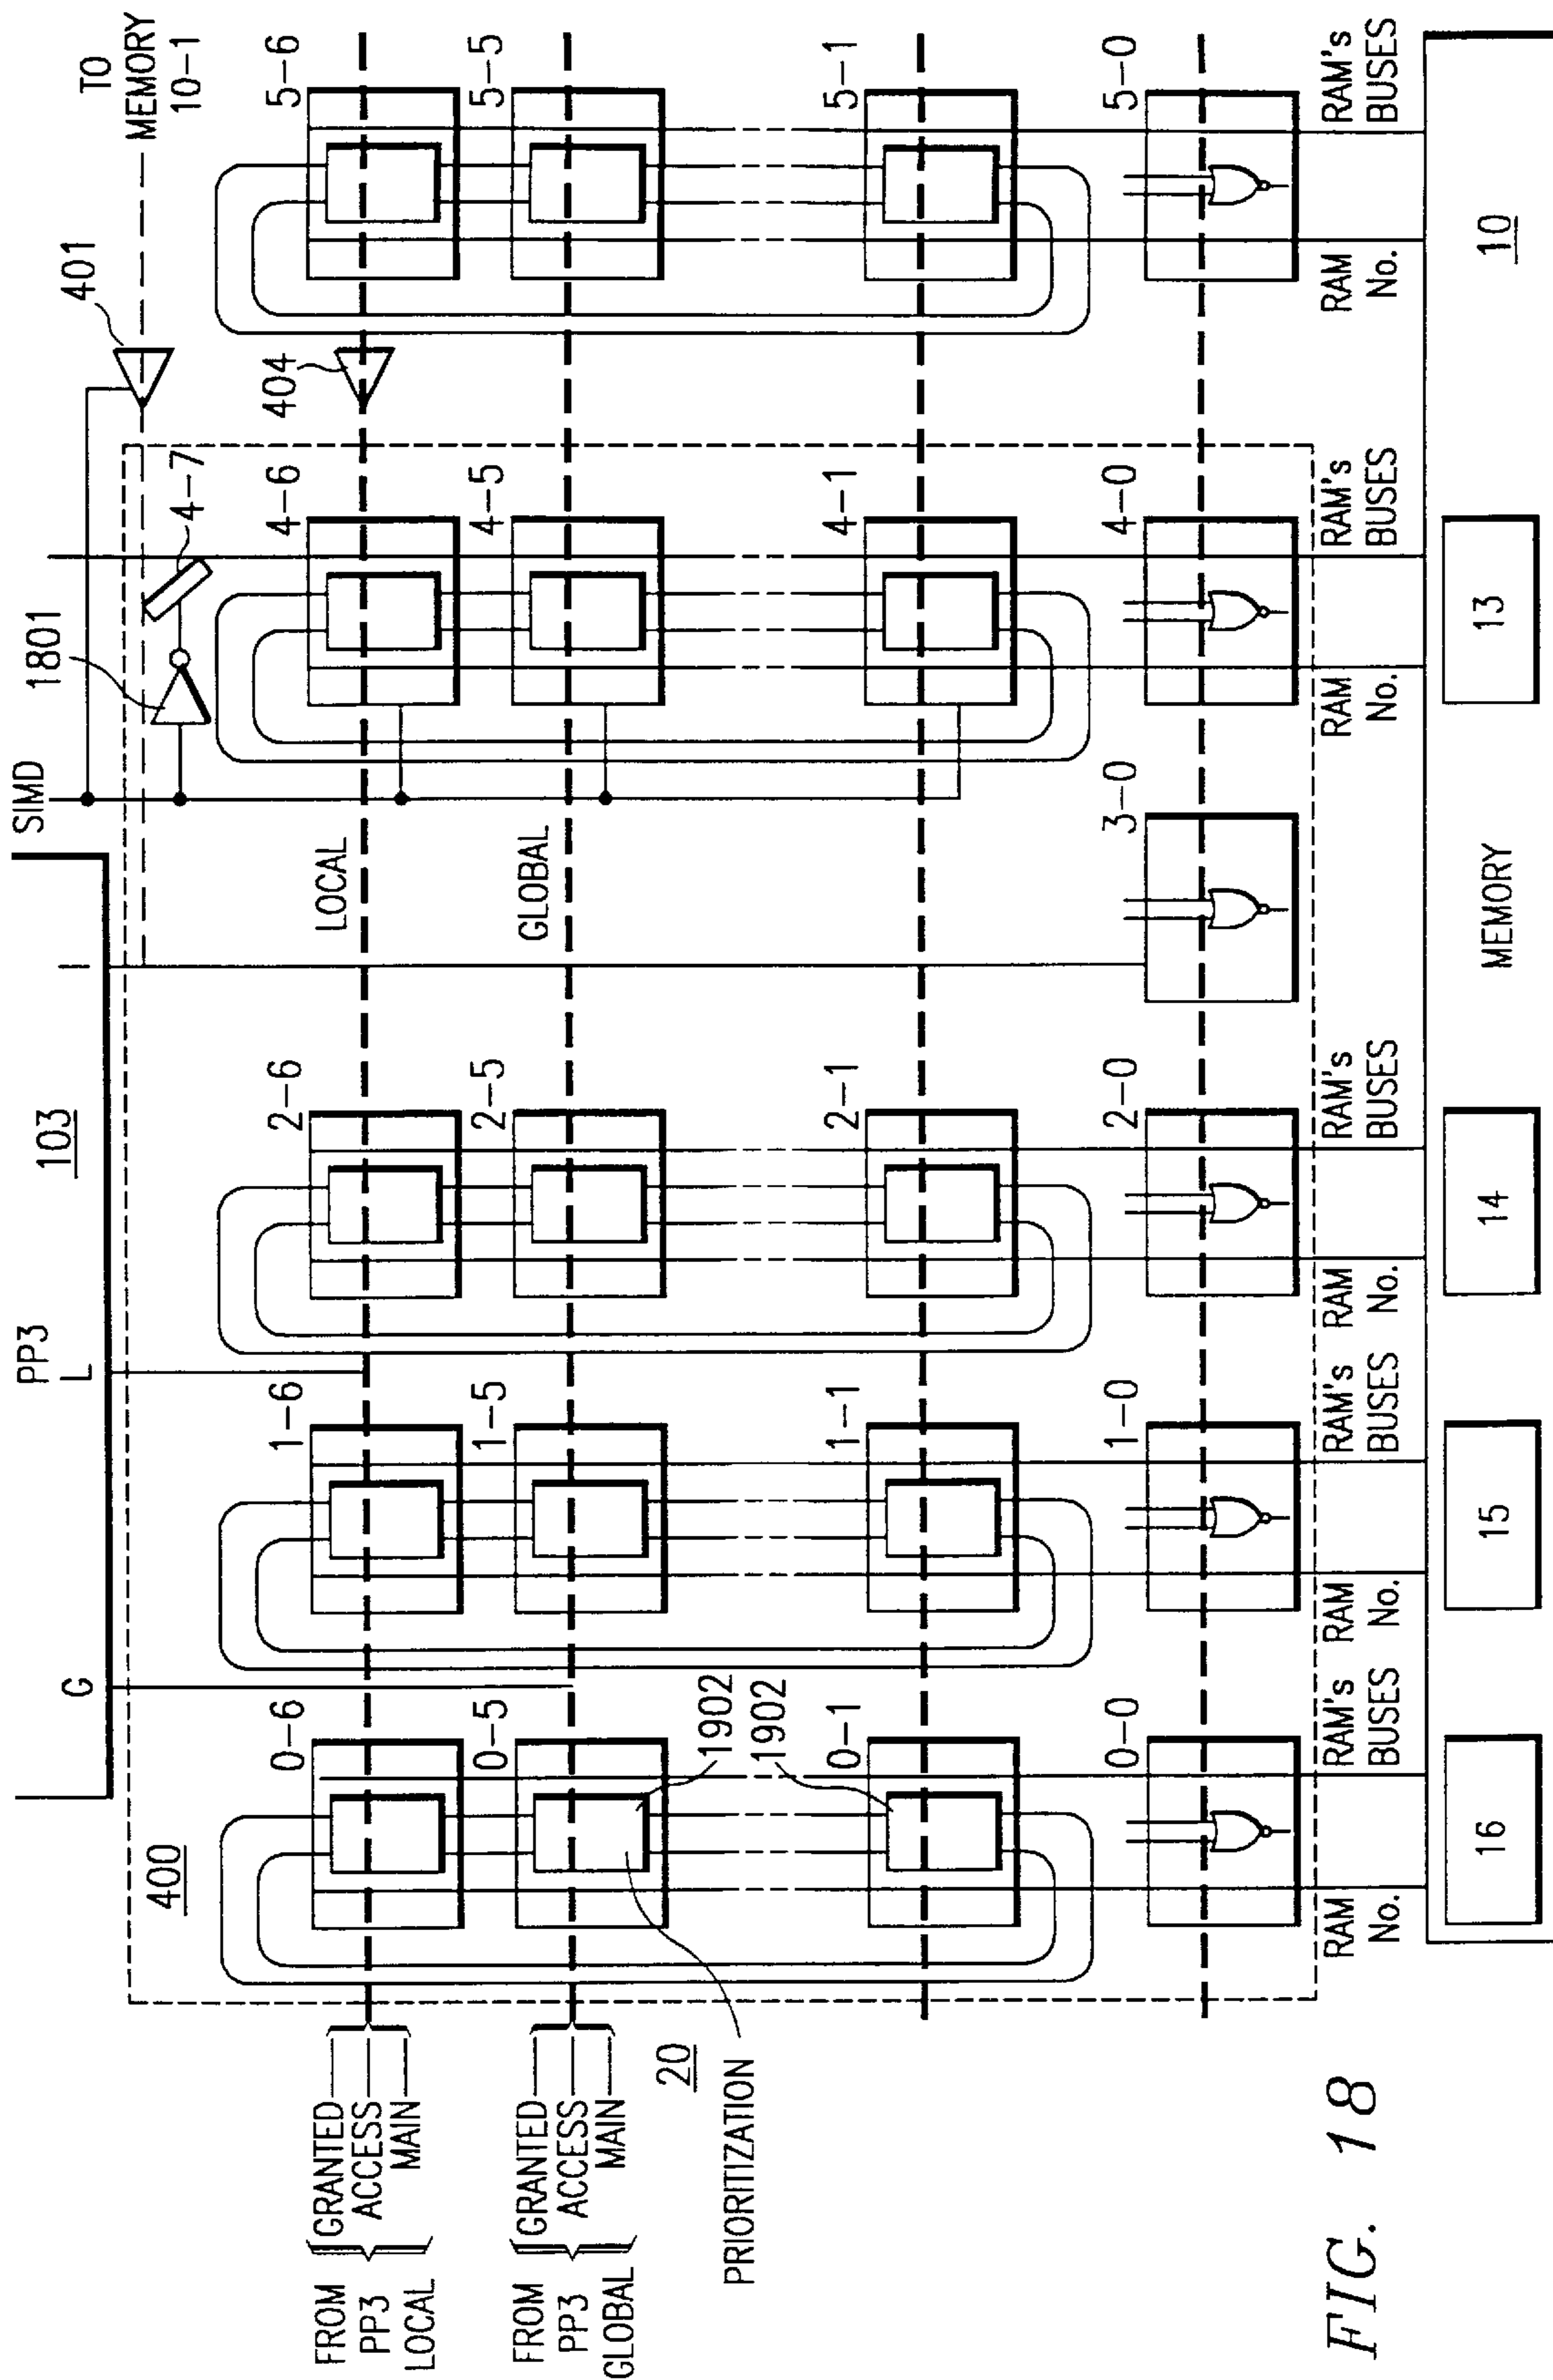 103
PP3
G
L
I
SIMD
1801
4-7
401
TO
MEMORY
10-1
400
LOCAL
404
0-6
1-6
2-6
4-6
5-6
GLOBAL
0-5
1-5
2-5
4-5
5-5
FROM
PP3
LOCAL
GRANTED
ACCESS
MAIN
FROM
PP3
GLOBAL
GRANTED
ACCESS
MAIN
20
PRIORITIZATION
1902
1902
0-1
1-1
2-1
4-1
5-1
0-0
1-0
2-0
3-0
4-0
5-0
RAM
No.
RAM's
BUSES
RAM
No.
RAM's
BUSES
RAM
No.
RAM's
BUSES
RAM
No.
RAM's
BUSES
RAM
No.
RAM's
BUSES
16
15
14
MEMORY
13
10
FIG. 18